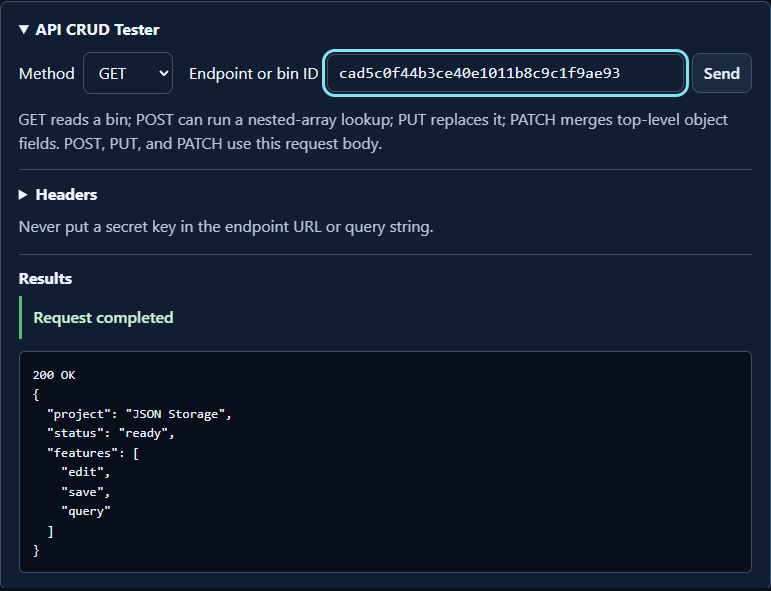 ▼ API CRUD Tester
Method GET Endpoint or bin ID cad5c0f44b3ce40e1011b8c9c1f9ae93 Send
GET reads a bin; POST can run a nested-array lookup; PUT replaces it; PATCH merges top-level object
fields. POST, PUT, and PATCH use this request body.
▶ Headers
Never put a secret key in the endpoint URL or query string.
Results
Request completed
200 OK
{
  "project": "JSON Storage",
  "status": "ready",
  "features": [
    "edit",
    "save",
    "query"
  ]
}